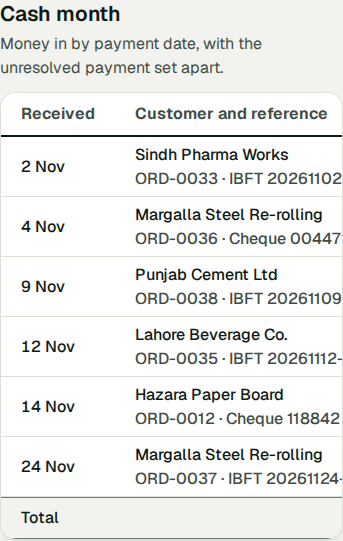 Cash month
Money in by payment date, with the
unresolved payment set apart.
Received Customer and reference
2 Nov Sindh Pharma Works
ORD-0033 · IBFT 20261102
4 Nov Margalla Steel Re-rolling
ORD-0036 · Cheque 00447
9 Nov Punjab Cement Ltd
ORD-0038 · IBFT 20261109
12 Nov Lahore Beverage Co.
ORD-0035 · IBFT 20261112-
14 Nov Hazara Paper Board
ORD-0012 · Cheque 118842
24 Nov Margalla Steel Re-rolling
ORD-0037 · IBFT 20261124-
Total